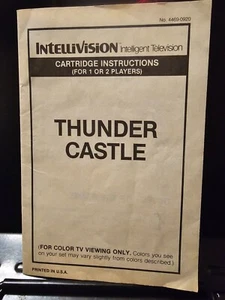 No. 4469-0920
INTELLIVISION Intelligent Television
CARTRIDGE INSTRUCTIONS
(FOR 1 OR 2 PLAYERS)
THUNDER
CASTLE
(FOR COLOR TV VIEWING ONLY. Colors you see
on your set may vary slightly from colors described.)
PRINTED IN U.S.A.